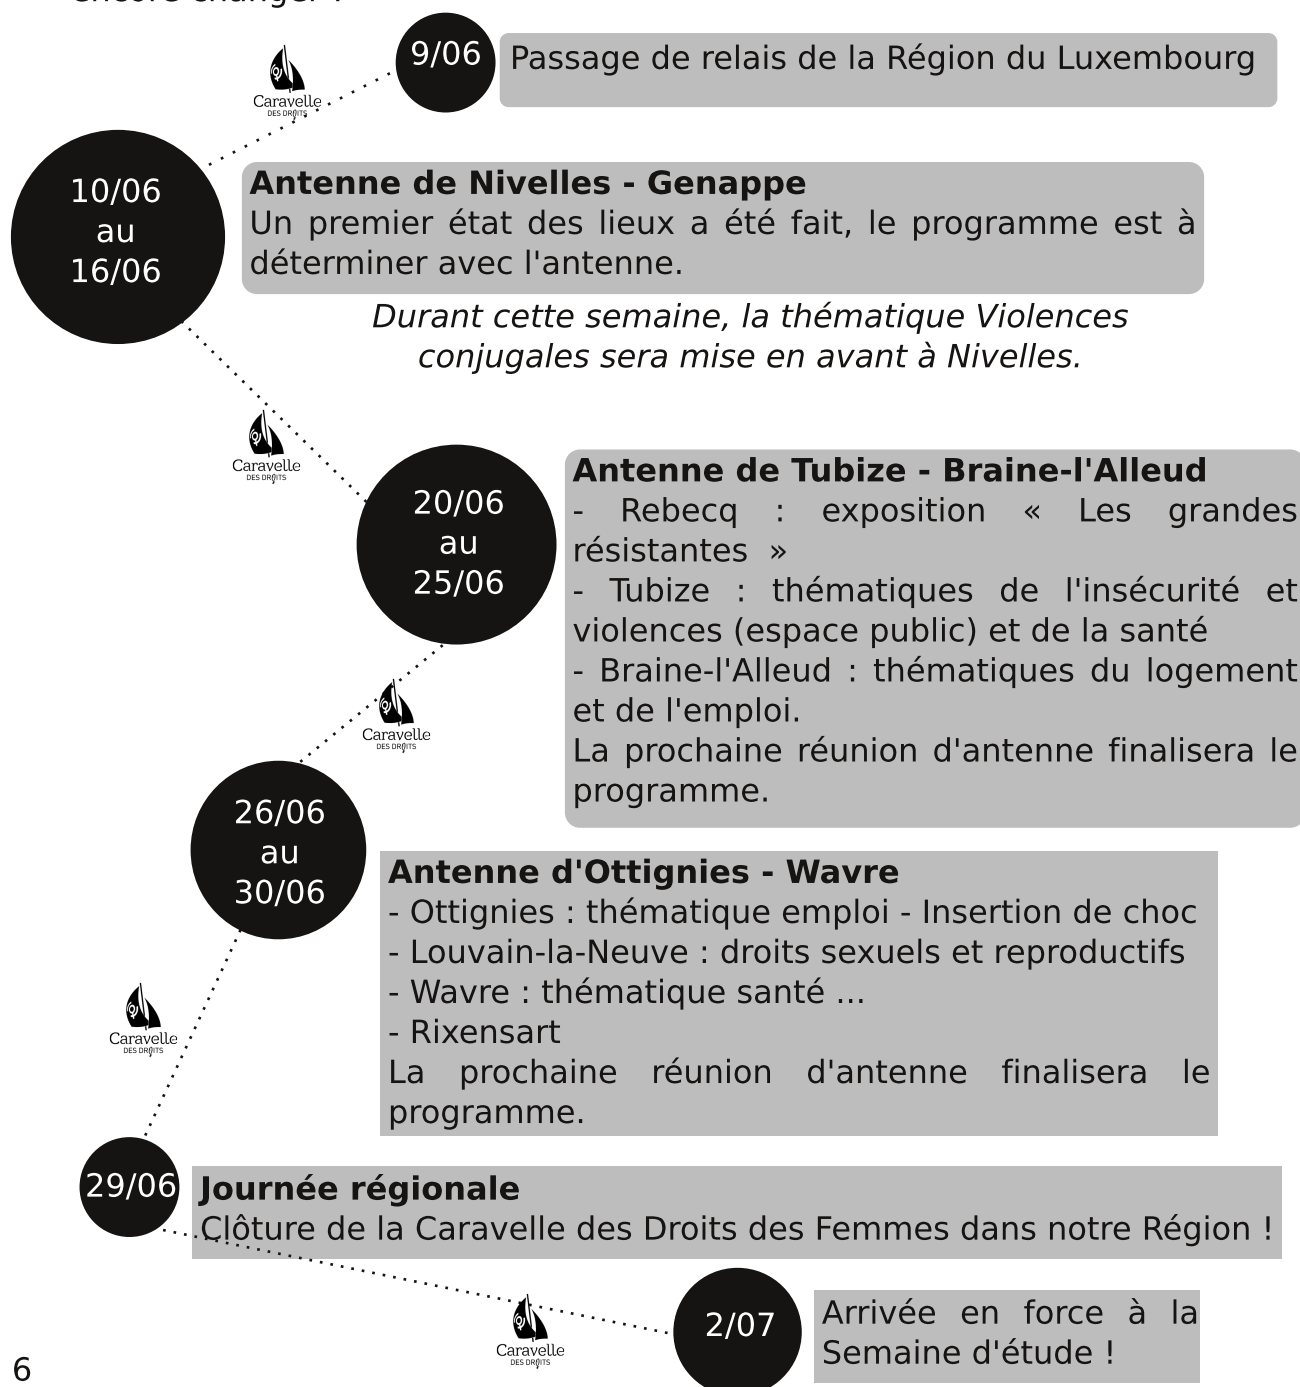 encore changer !
9/06
Passage de relais de la Région du Luxembourg
Caravelle
DES DROITS
10/06
au
16/06
Antenne de Nivelles - Genappe
Un premier état des lieux a été fait, le programme est à
déterminer avec l'antenne.
Durant cette semaine, la thématique Violences
conjugales sera mise en avant à Nivelles.
Caravelle
DES DROITS
20/06
au
25/06
Antenne de Tubize - Braine-l'Alleud
- Rebecq : exposition « Les grandes
résistantes »
- Tubize : thématiques de l'insécurité et
violences (espace public) et de la santé
- Braine-l'Alleud : thématiques du logement
et de l'emploi.
La prochaine réunion d'antenne finalisera le
programme.
Caravelle
DES DROITS
26/06
au
30/06
Antenne d'Ottignies - Wavre
- Ottignies : thématique emploi - Insertion de choc
- Louvain-la-Neuve : droits sexuels et reproductifs
- Wavre : thématique santé ...
- Rixensart
La prochaine réunion d'antenne finalisera le
programme.
Caravelle
DES DROITS
29/06
Journée régionale
Clôture de la Caravelle des Droits des Femmes dans notre Région !
Caravelle
DES DROITS
2/07
Arrivée en force à la
Semaine d'étude !
6